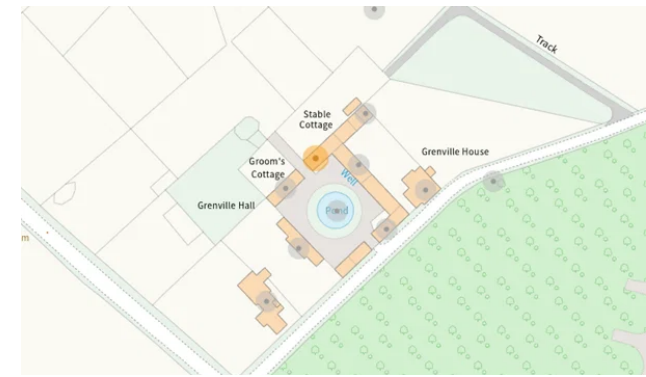 Track
Stable
Cottage
Grenville House
Groom's
Cottage
Well
Grenville Hall
Pond
m